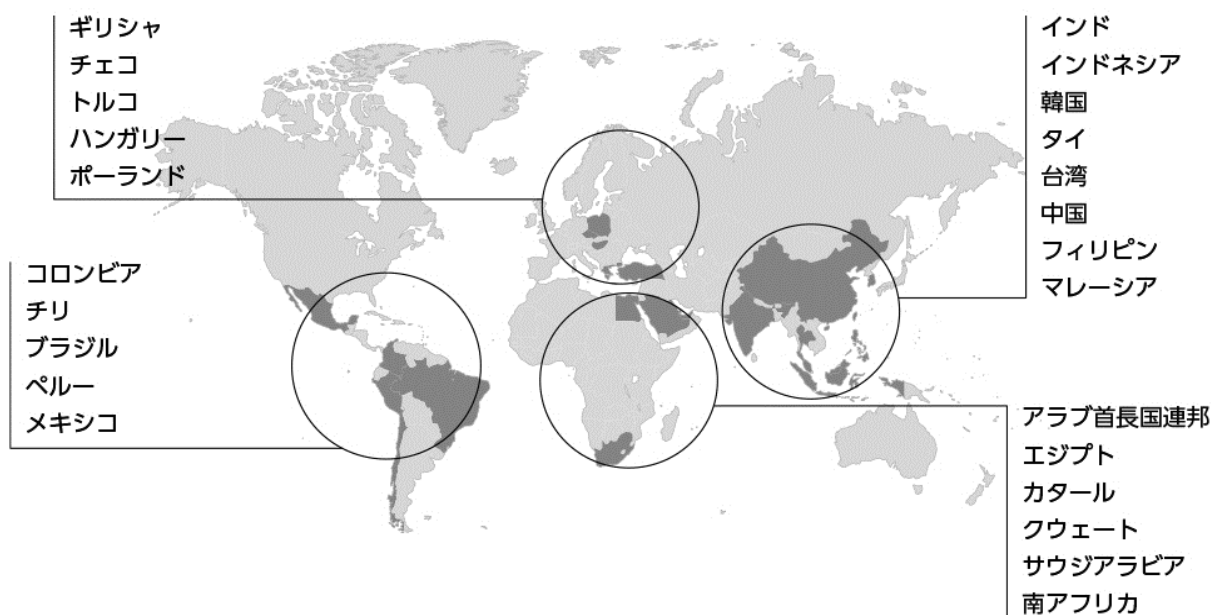 ギリシャ
チェコ
トルコ
ハンガリー
ポーランド
コロンビア
チリ
ブラジル
ペルー
メキシコ
インド
インドネシア
韓国
タイ
台湾
中国
フィリピン
マレーシア
アラブ首長国連邦
エジプト
カタール
クウェート
サウジアラビア
南アフリカ